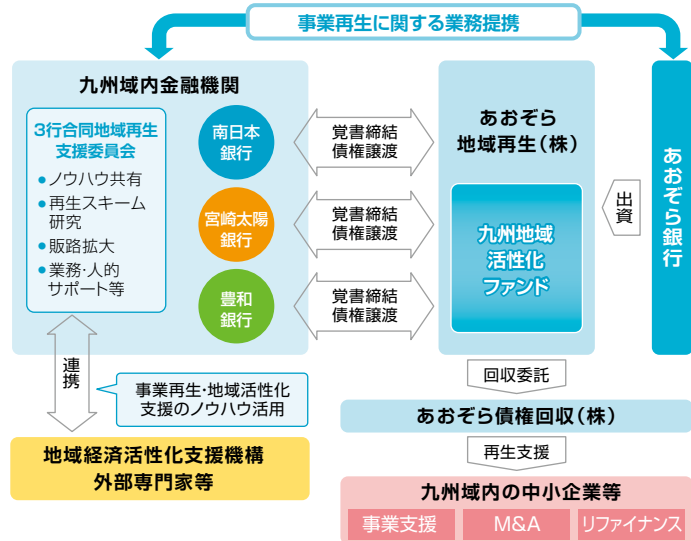 事業再生に関する業務提携
九州域内金融機関
3行合同地域再生
支援委員会
●ノウハウ共有
●再生スキーム
研究
●販路拡大
●業務・人的
サポート等
南日本
銀行
宮崎太陽
銀行
豊和
銀行
覚書締結
債権譲渡
覚書締結
債権譲渡
覚書締結
債権譲渡
あおぞら
地域再生(株)
九州地域
活性化
ファンド
出資
あおぞら銀行
連携
事業再生・地域活性化
支援のノウハウ活用
地域経済活性化支援機構
外部専門家等
回収委託
あおぞら債権回収(株)
再生支援
九州域内の中小企業等
事業支援
M&A
リファイナンス